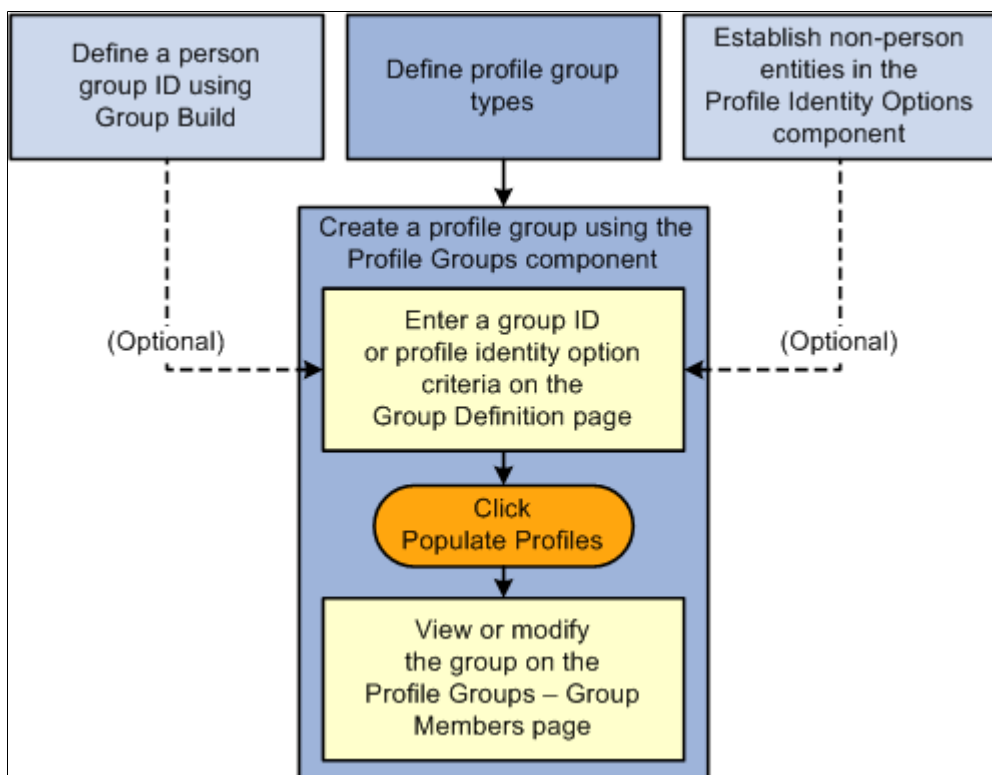 Define a person
group ID using
Group Build
Define profile group
types
Establish non-person
entities in the
Profile Identity Options
component
Create a profile group using the
Profile Groups component
Enter a group ID
or profile identity option
criteria on the
Group Definition page
(Optional)
(Optional)
Click
Populate Profiles
View or modify
the group on the
Profile Groups – Group
Members page